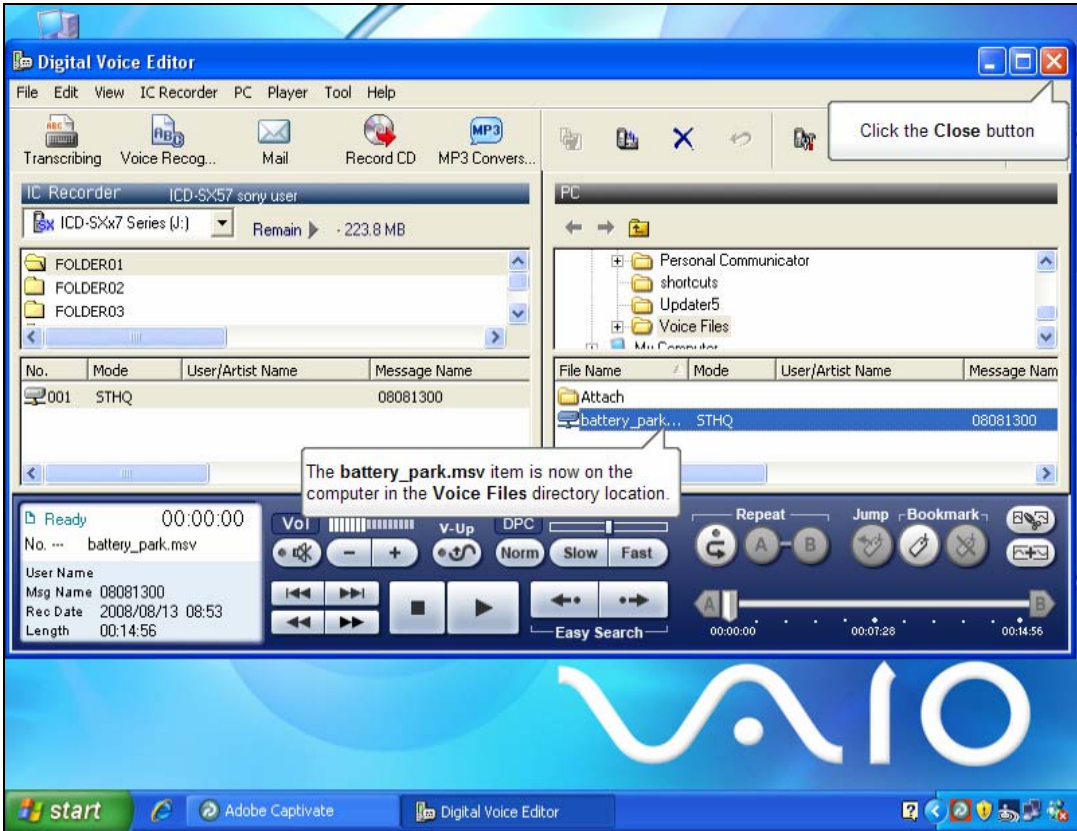 Digital Voice Editor
File Edit View IC Recorder PC Player Tool Help
Click the Close button
Transcribing Voice Recog... Mail Record CD MP3 Convers...
IC Recorder ICD-SX57 sony user
PC
ICD-SXx7 Series (J:) Remain - 223.8 MB
FOLDER01
FOLDER02
FOLDER03
Personal Communicator
shortcuts
Updater5
Voice Files
My Computer
No. Mode User/Artist Name Message Name
001 STHQ 08081300
File Name Mode User/Artist Name Message Nam
Attach
battery_park... STHQ 08081300
The battery_park.msv item is now on the
computer in the Voice Files directory location.
Ready 00:00:00
No. --- battery_park.msv
User Name
Msg Name 08081300
Rec Date 2008/08/13 08:53
Length 00:14:56
Vol V-Up DPC
Norm Slow Fast
Easy Search
Repeat Jump Bookmark
A B
A B
00:00:00 00:07:28 00:14:56
VAIO
start Adobe Captivate Digital Voice Editor